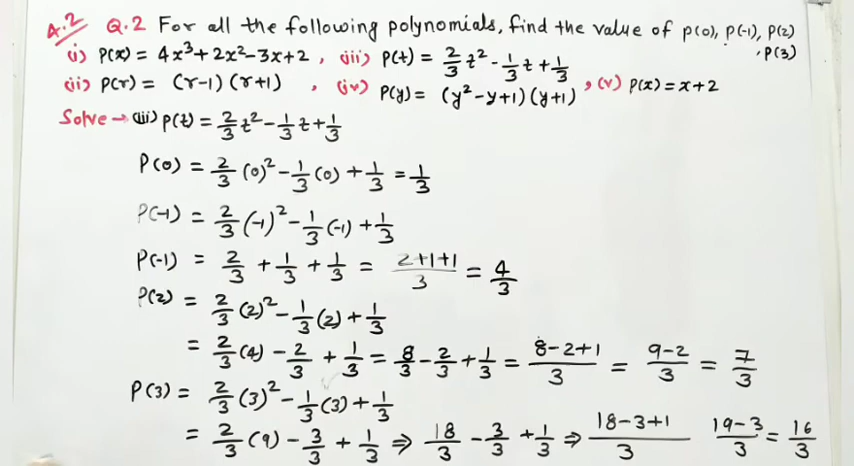 A.2 Q.2 For all the following polynomials, find the value of p(0), p(-1), p(2), p(3)
(i) P(x) = 4x³+2x²-3x+2, (iii) P(t) = 2/3 z² - 1/3 z + 1/3
(ii) P(r) = (r-1)(r+1), (iv) P(y) = (y²-y+1)(y+1), (v) P(x) = x+2
Solve → (iii) P(z) = 2/3 z² - 1/3 z + 1/3
P(0) = 2/3 (0)² - 1/3 (0) + 1/3 = 1/3
P(-1) = 2/3 (-1)² - 1/3 (-1) + 1/3
P(-1) = 2/3 + 1/3 + 1/3 = (2+1+1)/3 = 4/3
P(2) = 2/3 (2)² - 1/3 (2) + 1/3
= 2/3 (4) - 2/3 + 1/3 = 8/3 - 2/3 + 1/3 = (8-2+1)/3 = (9-2)/3 = 7/3
P(3) = 2/3 (3)² - 1/3 (3) + 1/3
= 2/3 (9) - 3/3 + 1/3 ⇒ 18/3 - 3/3 + 1/3 ⇒ (18-3+1)/3 (19-3)/3 = 16/3